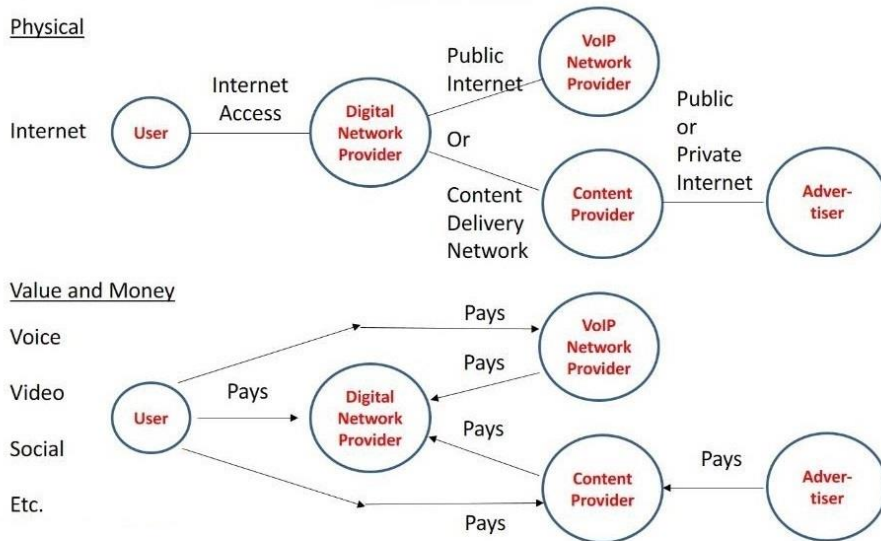 Physical
Internet
User
Internet
Access
Digital
Network
Provider
Public
Internet
Or
Content
Delivery
Network
VoIP
Network
Provider
Content
Provider
Public
or
Private
Internet
Adver-
tiser
Value and Money
Voice
Video
Social
Etc.
User
Pays
Digital
Network
Provider
Pays
Pays
Pays
Pays
VoIP
Network
Provider
Content
Provider
Pays
Adver-
tiser